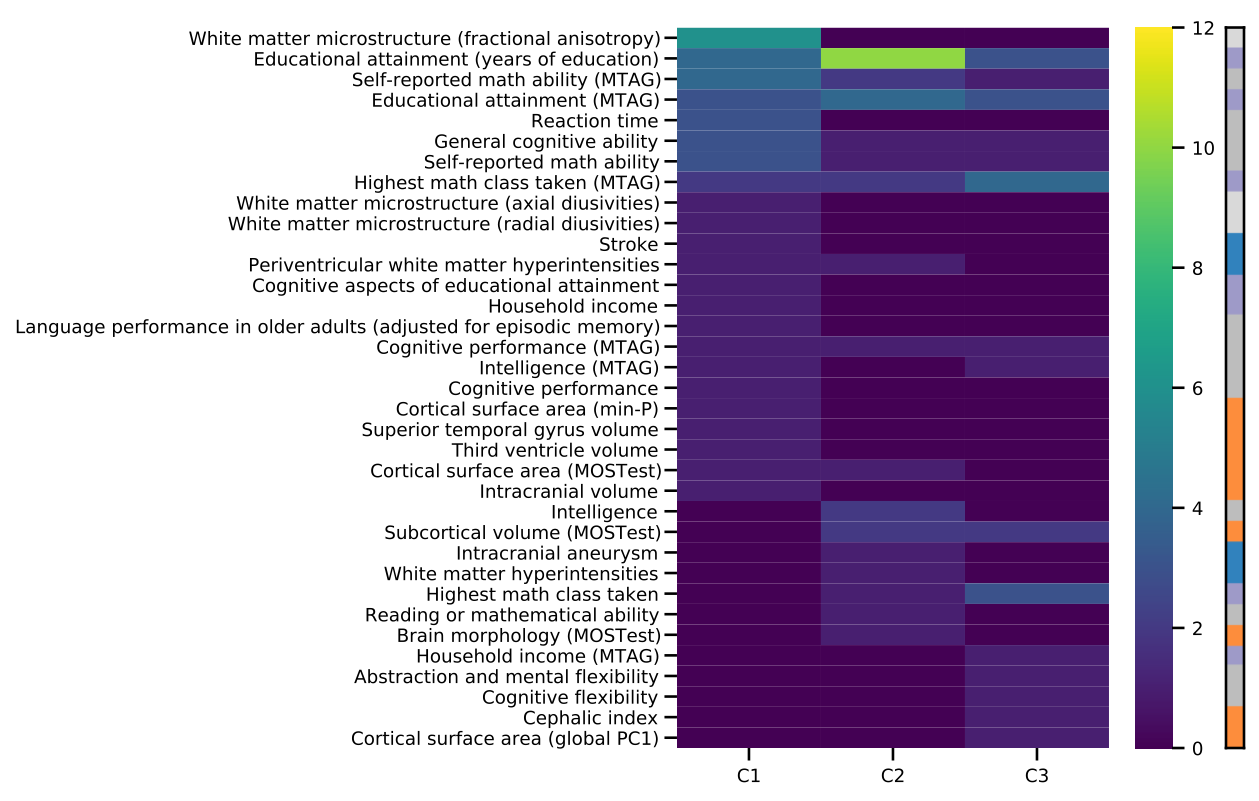 White matter microstructure (fractional anisotropy)
Educational attainment (years of education)
Self-reported math ability (MTAG)
Educational attainment (MTAG)
Reaction time
General cognitive ability
Self-reported math ability
Highest math class taken (MTAG)
White matter microstructure (axial diusivities)
White matter microstructure (radial diusivities)
Stroke
Periventricular white matter hyperintensities
Cognitive aspects of educational attainment
Household income
Language performance in older adults (adjusted for episodic memory)
Cognitive performance (MTAG)
Intelligence (MTAG)
Cognitive performance
Cortical surface area (min-P)
Superior temporal gyrus volume
Third ventricle volume
Cortical surface area (MOSTest)
Intracranial volume
Intelligence
Subcortical volume (MOSTest)
Intracranial aneurysm
White matter hyperintensities
Highest math class taken
Reading or mathematical ability
Brain morphology (MOSTest)
Household income (MTAG)
Abstraction and mental flexibility
Cognitive flexibility
Cephalic index
Cortical surface area (global PC1)
C1 C2 C3
12
10
8
6
4
2
0